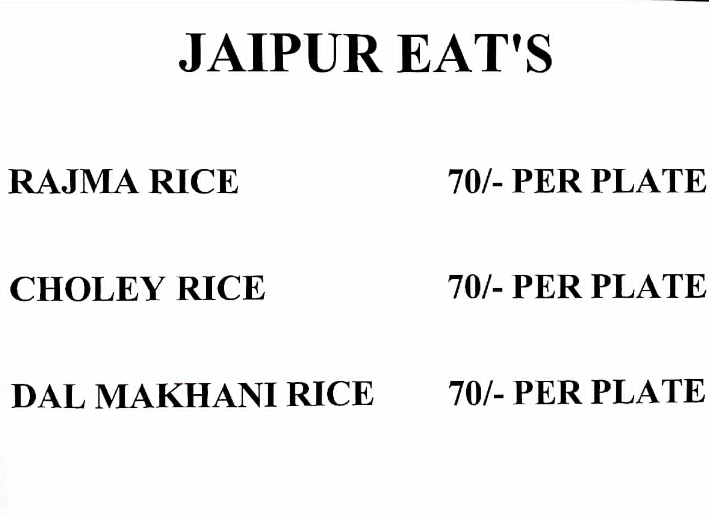 JAIPUR EAT'S
RAJMA RICE 70/- PER PLATE
CHOLEY RICE 70/- PER PLATE
DAL MAKHANI RICE 70/- PER PLATE